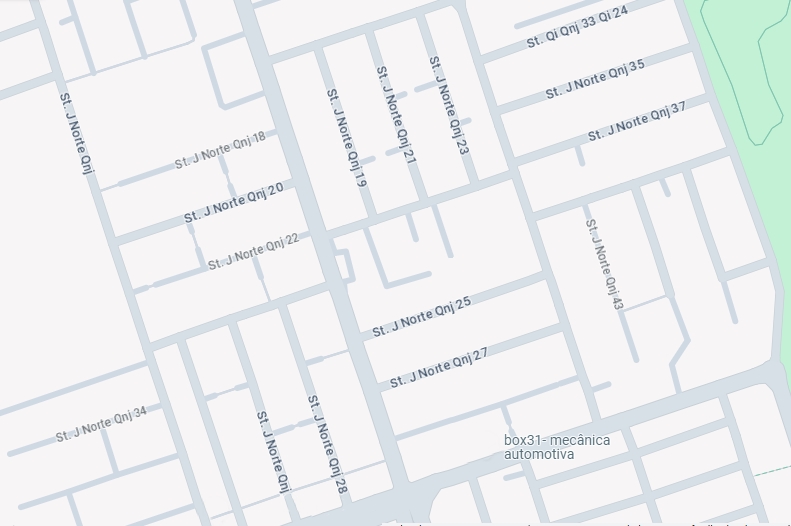 St. Qi Qnj 33 Qi 24
St. J Norte Qnj 35
St. J Norte Qnj 37
St. J Norte Qnj 23
St. J Norte Qnj 21
St. J Norte Qnj 19
St. J Norte Qnj
St. J Norte Qnj 18
St. J Norte Qnj 20
St. J Norte Qnj 22
St. J Norte Qnj 43
St. J Norte Qnj 25
St. J Norte Qnj 27
St. J Norte Qnj 34
St. J Norte Qnj
St. J Norte Qnj 28
box31- mecânica
automotiva